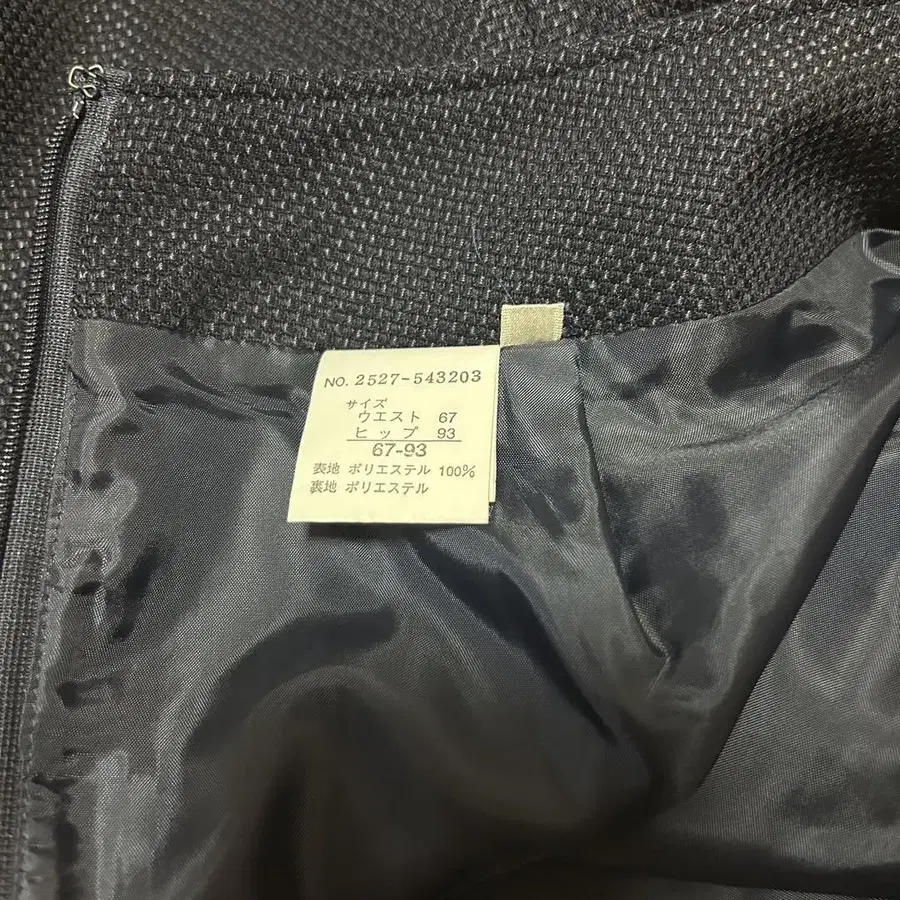 NO. 2527-543203
サイズ
ウエスト 67
ヒップ 93
67-93
表地 ポリエステル 100%
裏地 ポリエステル